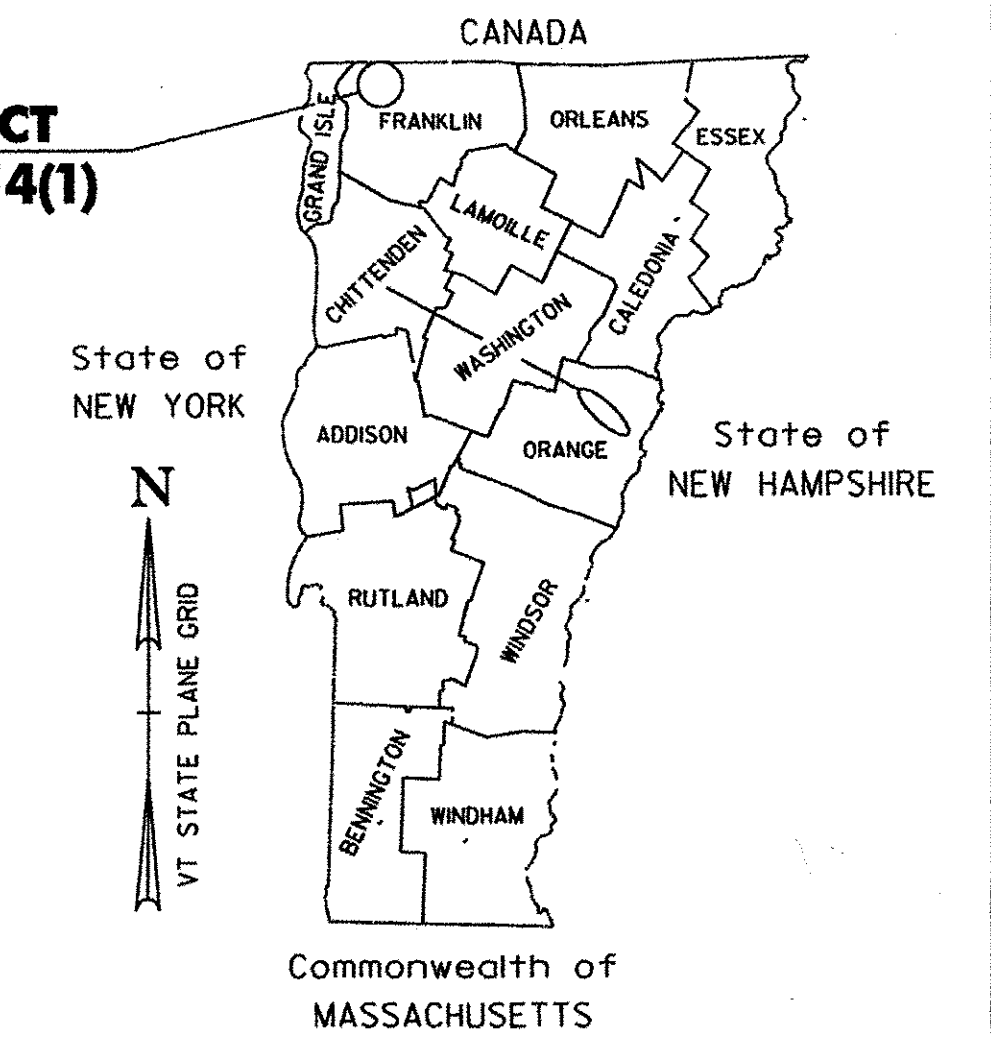 CANADA
CT
4(1)
GRAND ISLE
FRANKLIN
ORLEANS
ESSEX
LAMOILLE
CHITTENDEN
CALEDONIA
WASHINGTON
State of
NEW YORK
ADDISON
ORANGE
State of
NEW HAMPSHIRE
N
VT STATE PLANE GRID
RUTLAND
WINDSOR
BENNINGTON
WINDHAM
Commonwealth of
MASSACHUSETTS